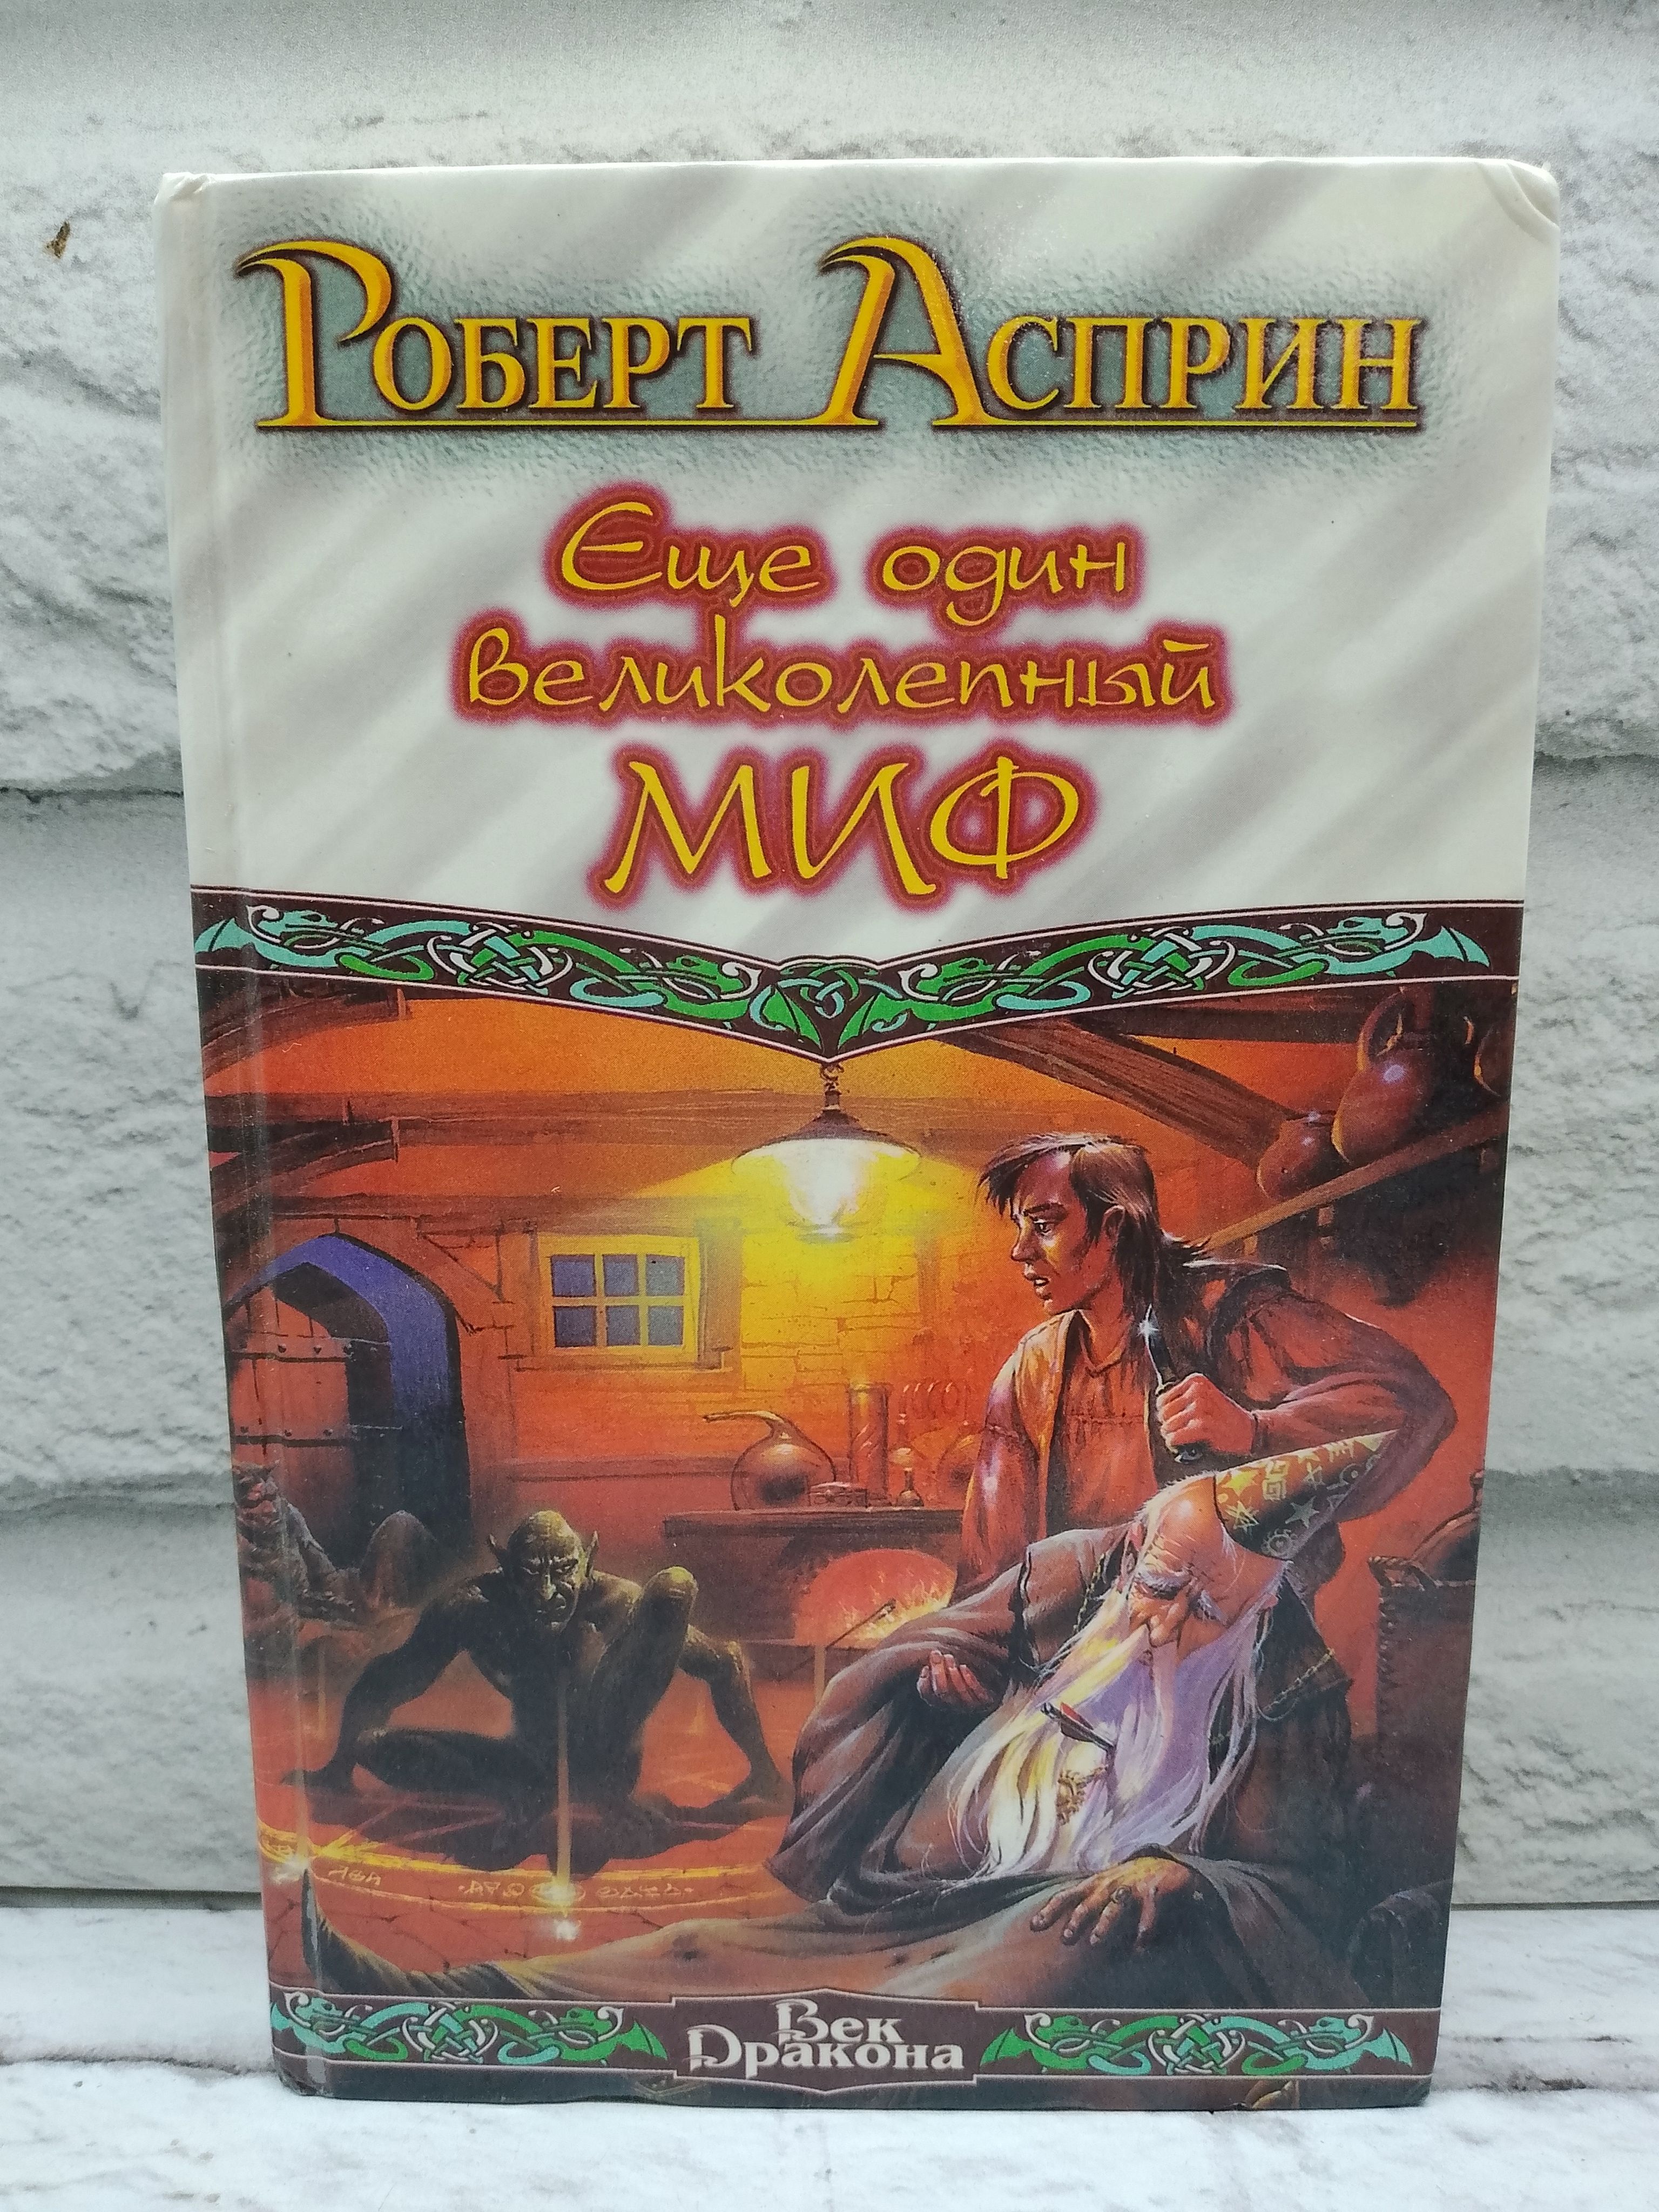 Роберт Асприн
Еще один
великолепный
МИФ
Век
Дракона